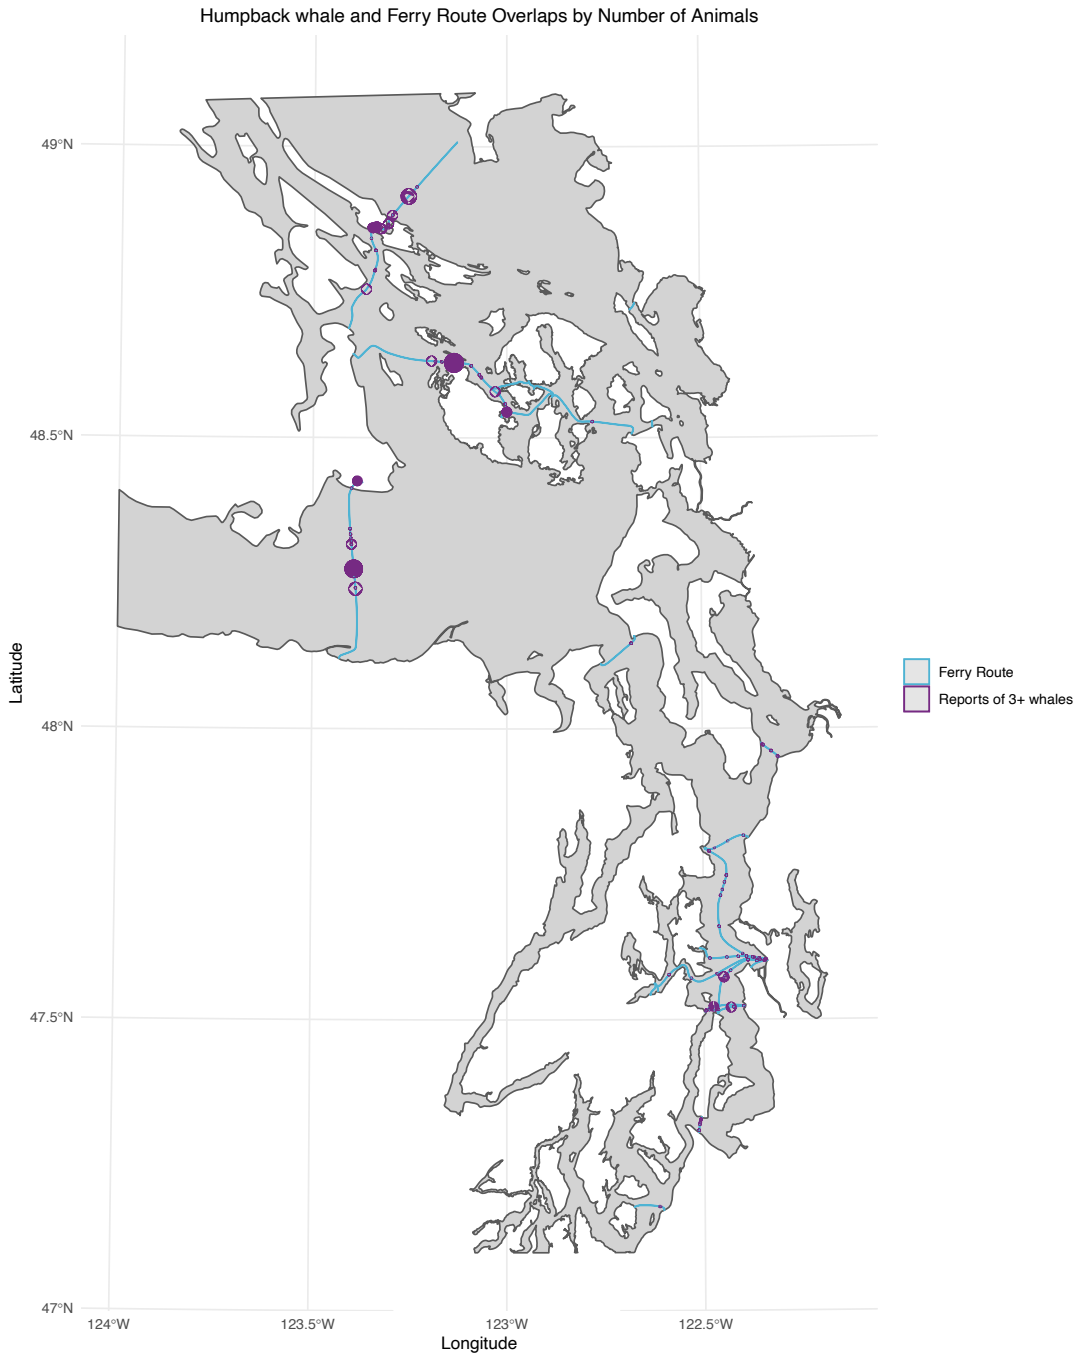 Humpback whale and Ferry Route Overlaps by Number of Animals
49°N
48.5°N
48°N
47.5°N
47°N
Latitude
124°W
123.5°W
123°W
122.5°W
Longitude
Ferry Route
Reports of 3+ whales